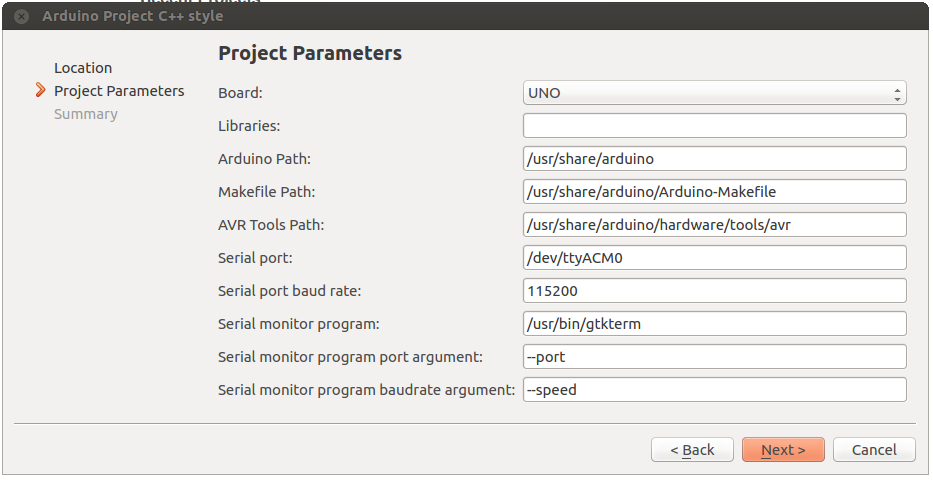 Arduino Project C++ style
Location
Project Parameters
Summary
Project Parameters
Board: UNO
Libraries:
Arduino Path: /usr/share/arduino
Makefile Path: /usr/share/arduino/Arduino-Makefile
AVR Tools Path: /usr/share/arduino/hardware/tools/avr
Serial port: /dev/ttyACM0
Serial port baud rate: 115200
Serial monitor program: /usr/bin/gtkterm
Serial monitor program port argument: --port
Serial monitor program baudrate argument: --speed
< Back Next > Cancel